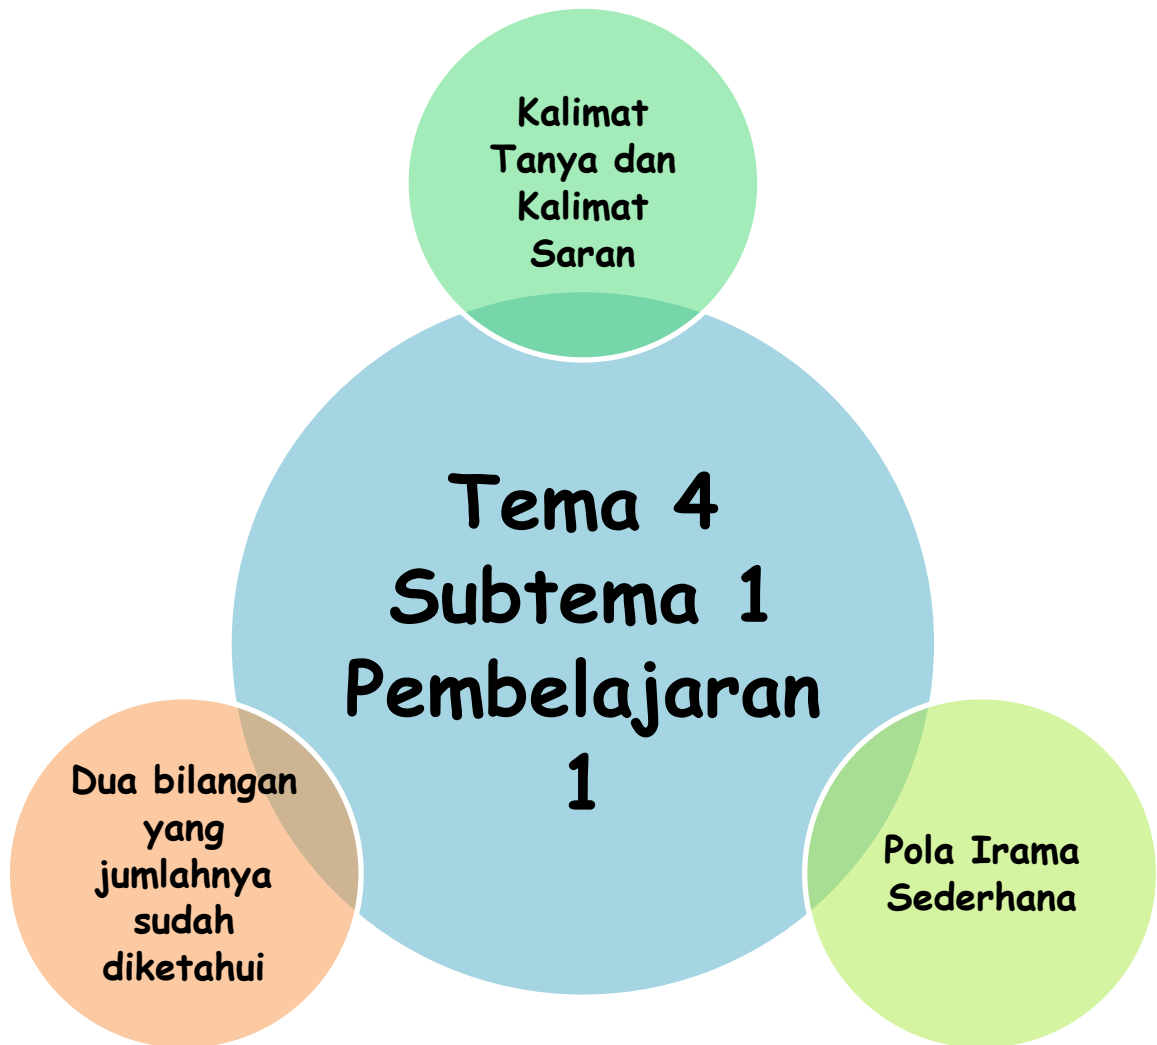 Kalimat
Tanya dan
Kalimat
Saran
Tema 4
Subtema 1
Pembelajaran
1
Dua bilangan
yang
jumlahnya
sudah
diketahui
Pola Irama
Sederhana